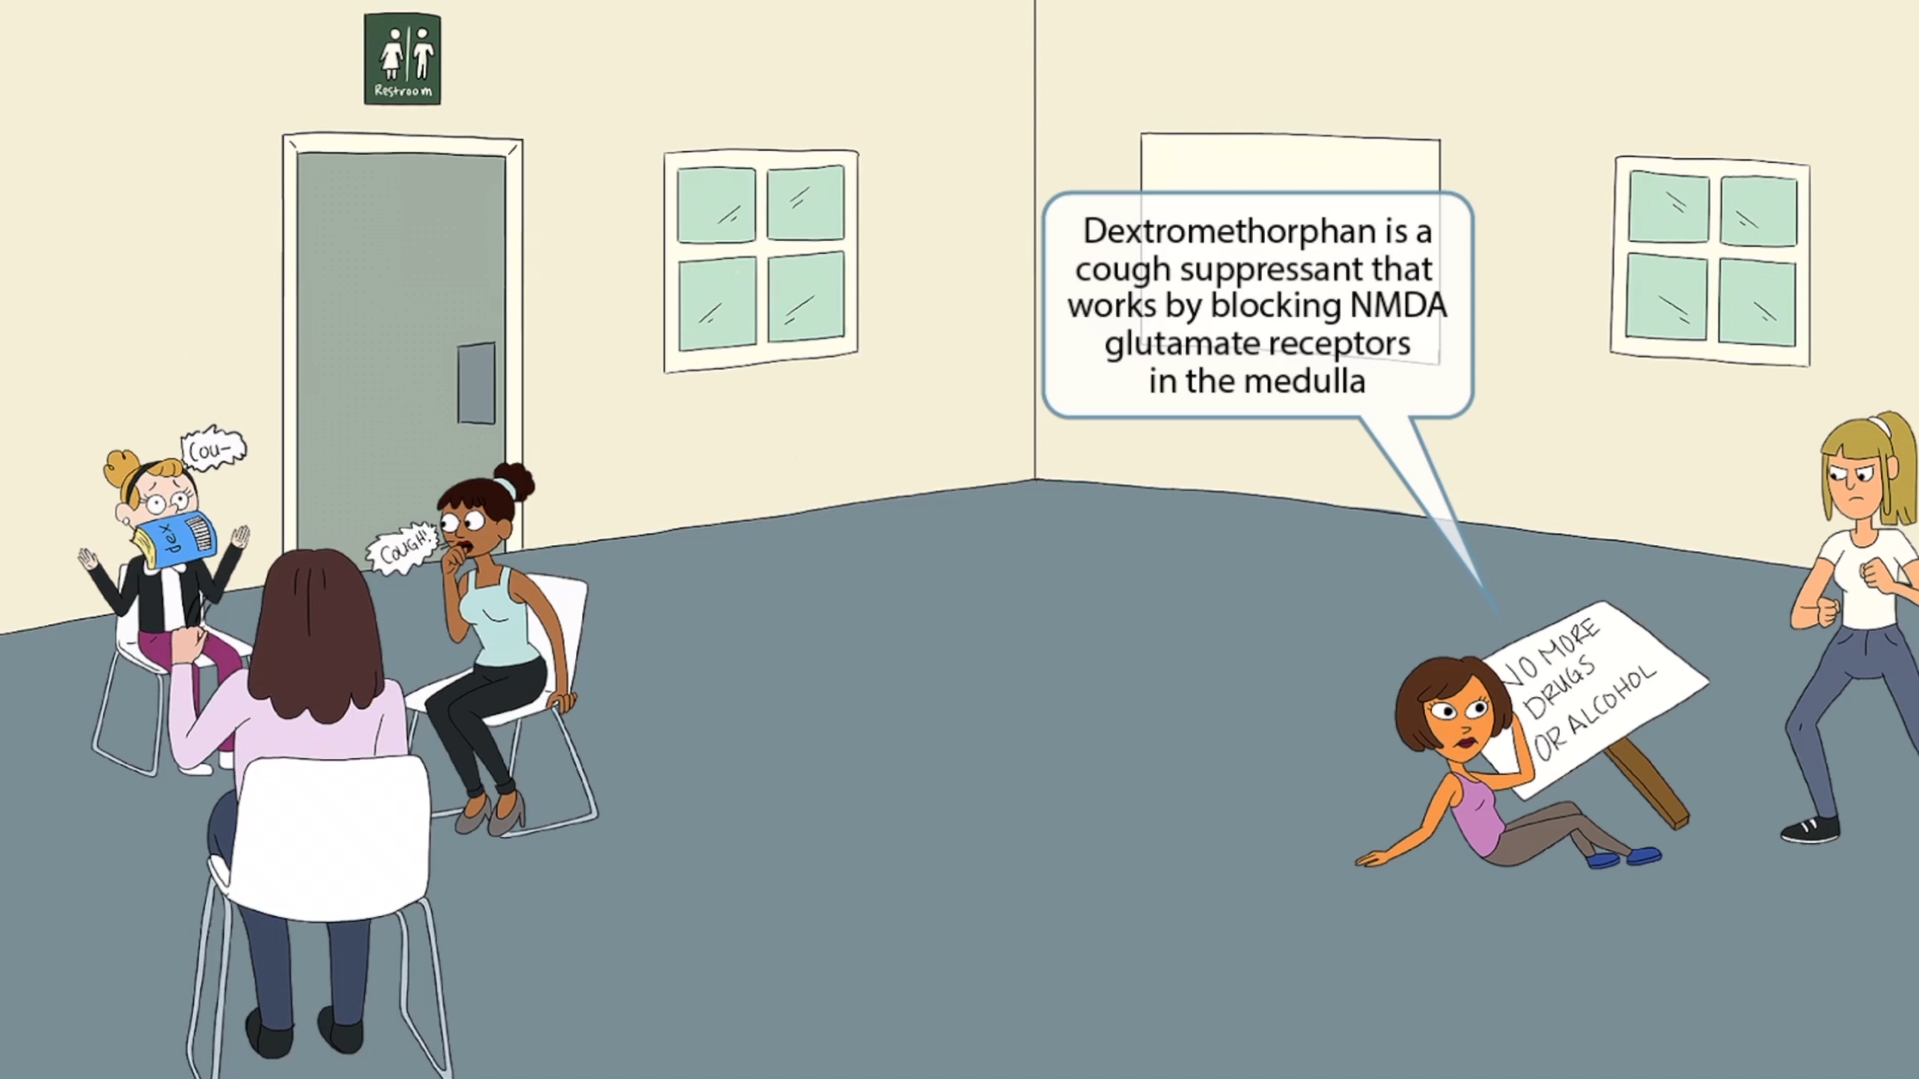 Restroom
Dextromethorphan is a
cough suppressant that
works by blocking NMDA
glutamate receptors
in the medulla
Cou–
dex
COUGH!
NO MORE
DRUGS
OR ALCOHOL